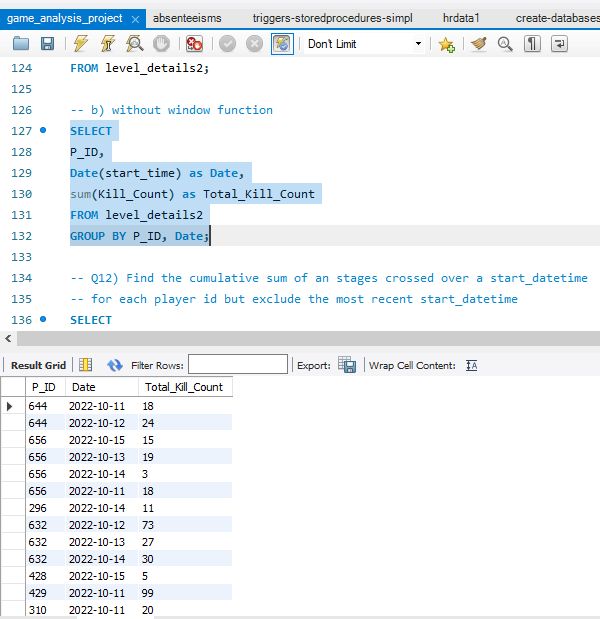 game_analysis_project × absenteeisms triggers-storedprocedures-simpl hrdata1 create-databases
Don't Limit
124 FROM level_details2;
125
126 -- b) without window function
127 SELECT
128 P_ID,
129 Date(start_time) as Date,
130 sum(Kill_Count) as Total_Kill_Count
131 FROM level_details2
132 GROUP BY P_ID, Date;
133
134 -- Q12) Find the cumulative sum of an stages crossed over a start_datetime
135 -- for each player id but exclude the most recent start_datetime
136 SELECT
Result Grid Filter Rows: Export: Wrap Cell Content:
P_ID Date Total_Kill_Count
644 2022-10-11 18
644 2022-10-12 24
656 2022-10-15 15
656 2022-10-13 19
656 2022-10-14 3
656 2022-10-11 18
296 2022-10-14 11
632 2022-10-12 73
632 2022-10-13 27
632 2022-10-14 30
428 2022-10-15 5
429 2022-10-11 99
310 2022-10-11 20